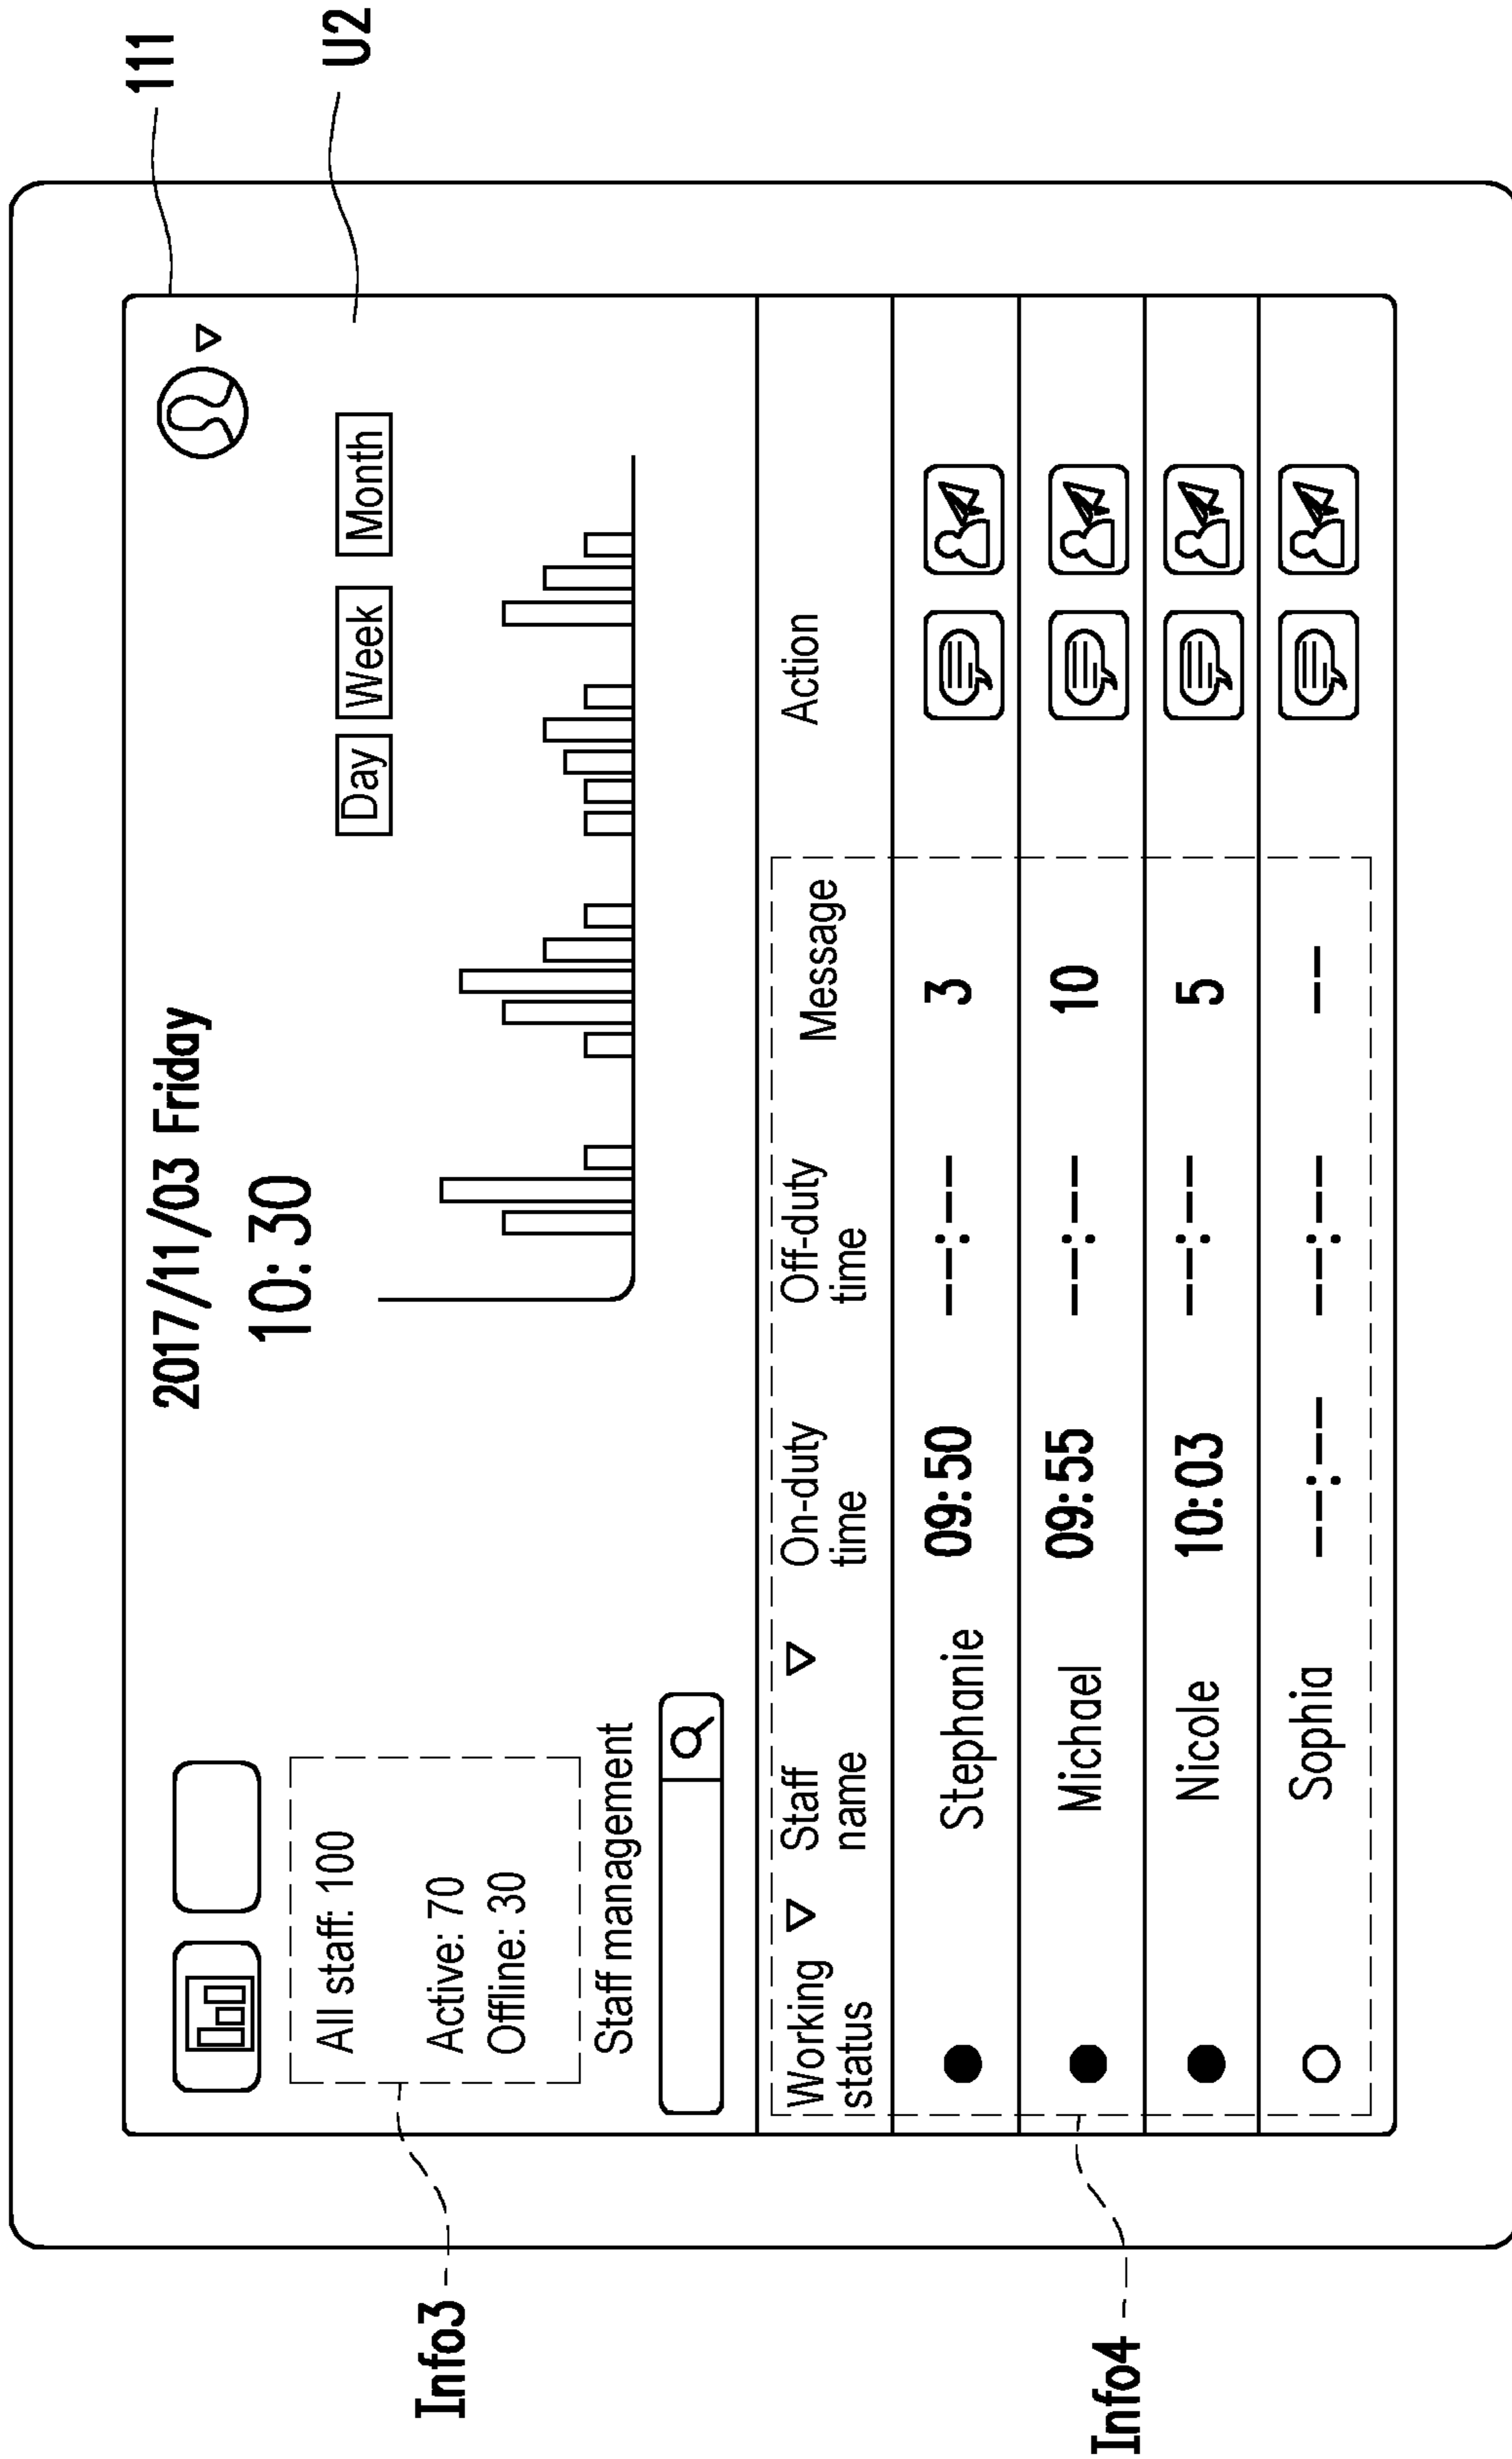 111
U2
2017/11/03 Friday
10:30
All staff: 100
Active: 70
Offline: 30
Day Week Month
Staff management
Info3
Working status Staff name On-duty time Off-duty time Message Action
Stephanie 09:50 --:-- 3
Michael 09:55 --:-- 10
Nicole 10:03 --:-- 5
Sophia --:-- --:-- --
Info4